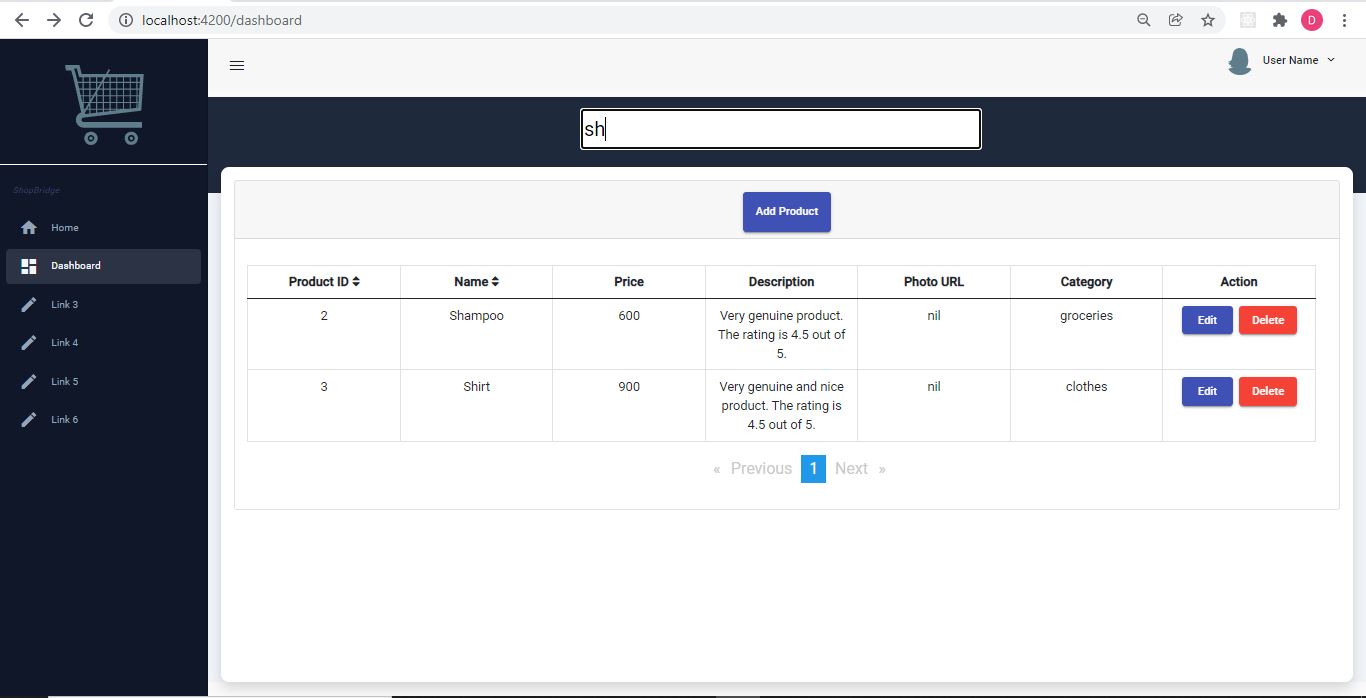 localhost:4200/dashboard
D
User Name
sh
ShopBridge
Home
Dashboard
Link 3
Link 4
Link 5
Link 6
Add Product
Product ID Name Price Description Photo URL Category Action
2 Shampoo 600 Very genuine product. nil groceries Edit Delete
The rating is 4.5 out of
5.
3 Shirt 900 Very genuine and nice nil clothes Edit Delete
product. The rating is
4.5 out of 5.
« Previous 1 Next »